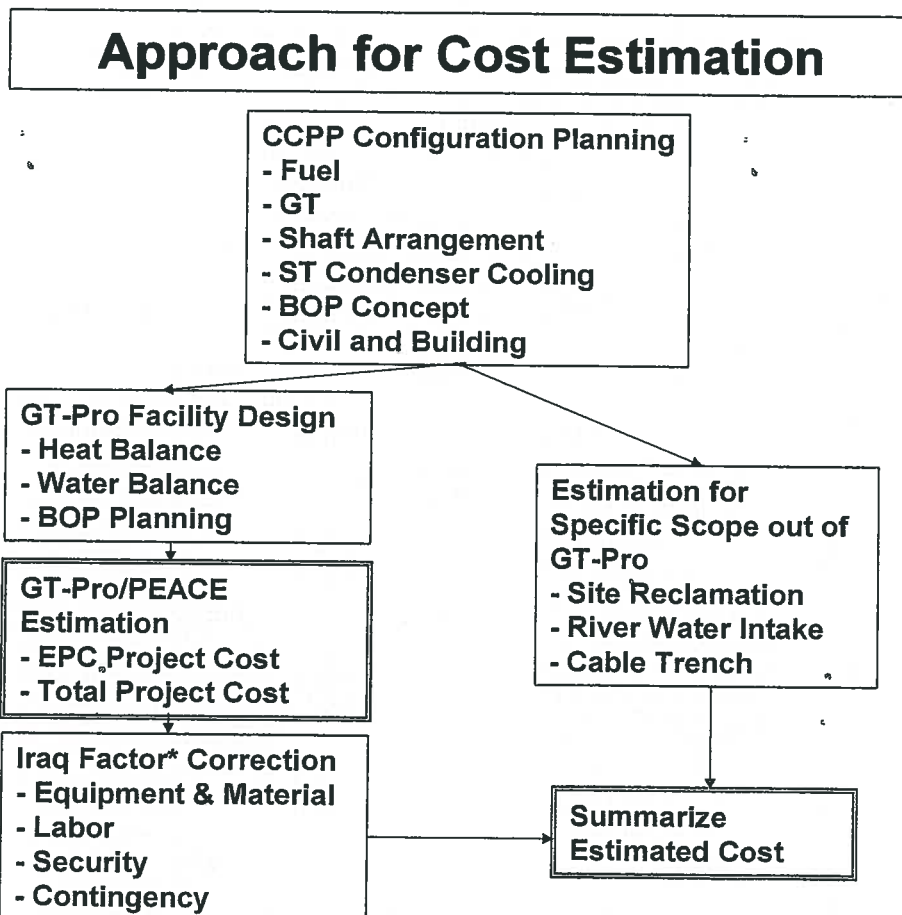 Approach for Cost Estimation
CCPP Configuration Planning
- Fuel
- GT
- Shaft Arrangement
- ST Condenser Cooling
- BOP Concept
- Civil and Building
GT-Pro Facility Design
- Heat Balance
- Water Balance
- BOP Planning
GT-Pro/PEACE
Estimation
- EPC Project Cost
- Total Project Cost
Iraq Factor* Correction
- Equipment & Material
- Labor
- Security
- Contingency
Estimation for
Specific Scope out of
GT-Pro
- Site Reclamation
- River Water Intake
- Cable Trench
Summarize
Estimated Cost